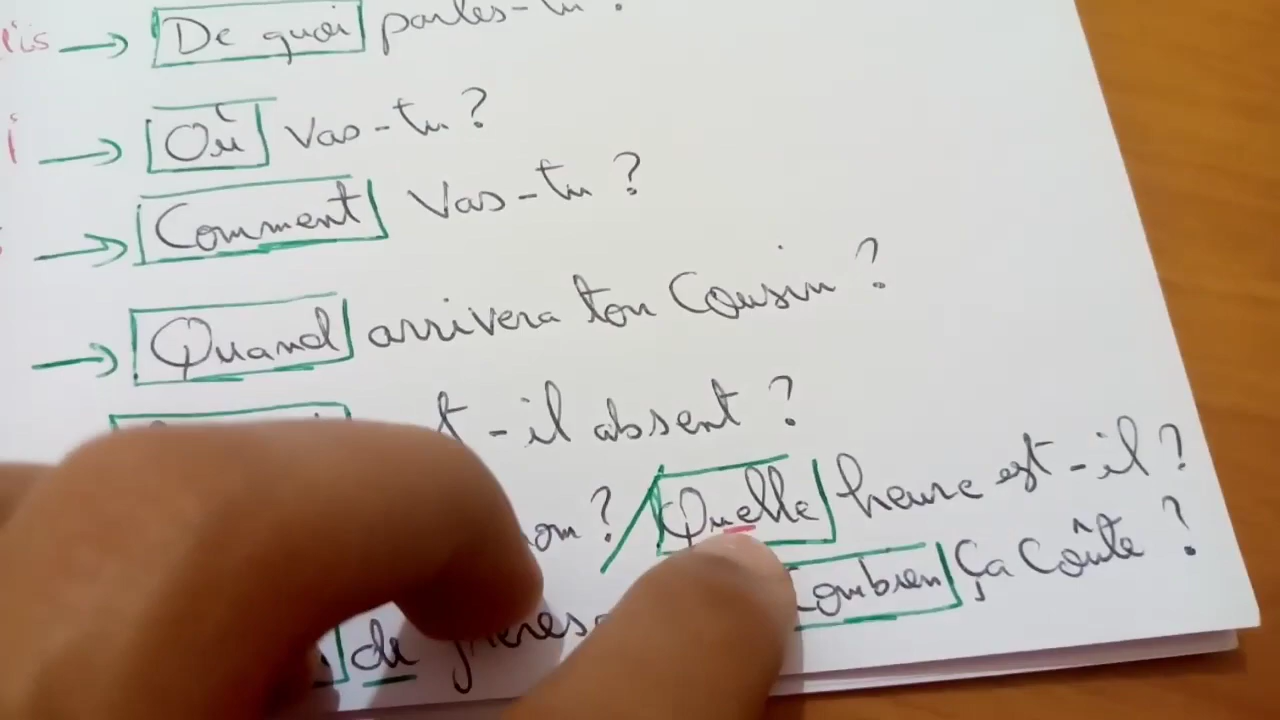 De quoi partes-tu ?
Où vas-tu ?
Comment vas-tu ?
Quand arrivera ton Cousin ?
t-il absent ?
? Quelle heure est-il ?
de frères Combien ça coûte ?